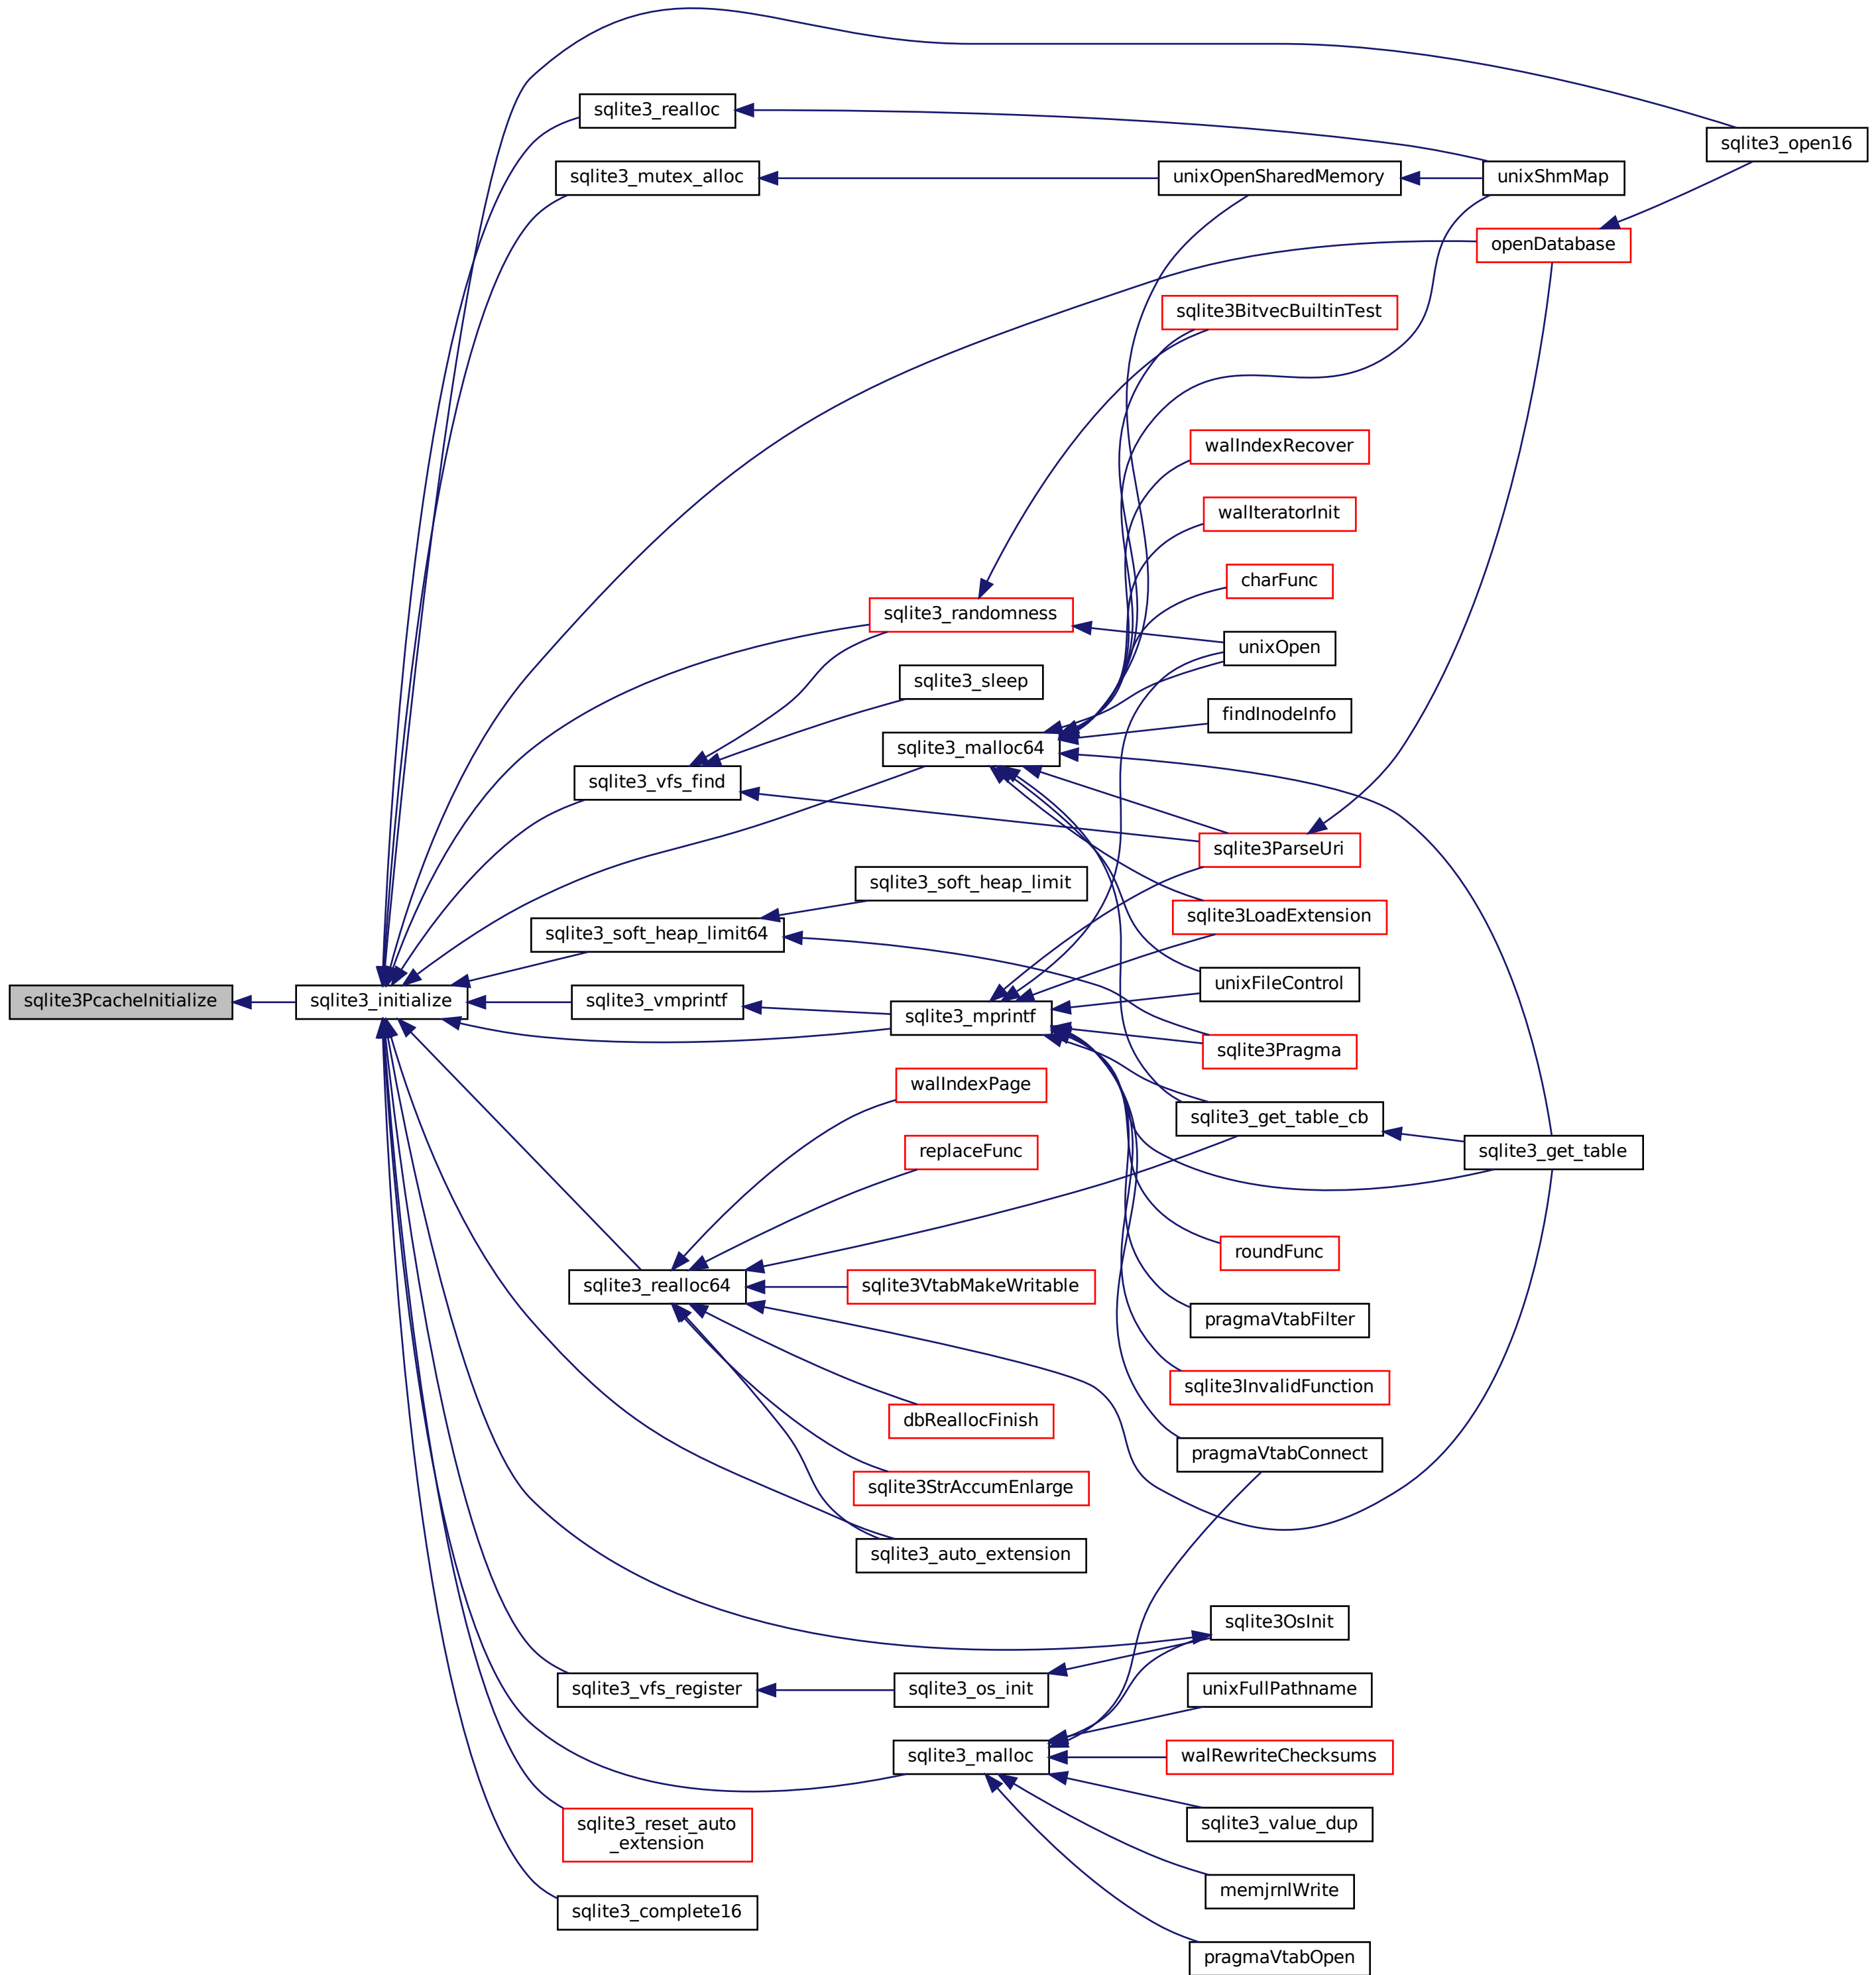 sqlite3_realloc
sqlite3_open16
sqlite3_mutex_alloc
unixOpenSharedMemory
unixShmMap
openDatabase
sqlite3BitvecBuiltinTest
walIndexRecover
walIteratorInit
charFunc
sqlite3_randomness
unixOpen
sqlite3_sleep
findInodeInfo
sqlite3_malloc64
sqlite3_vfs_find
sqlite3ParseUri
sqlite3_soft_heap_limit
sqlite3LoadExtension
sqlite3_soft_heap_limit64
unixFileControl
sqlite3PcacheInitialize
sqlite3_initialize
sqlite3_vmprintf
sqlite3_mprintf
sqlite3Pragma
walIndexPage
sqlite3_get_table_cb
replaceFunc
sqlite3_get_table
roundFunc
sqlite3_realloc64
sqlite3VtabMakeWritable
pragmaVtabFilter
sqlite3InvalidFunction
dbReallocFinish
pragmaVtabConnect
sqlite3StrAccumEnlarge
sqlite3_auto_extension
sqlite3OsInit
sqlite3_vfs_register
sqlite3_os_init
unixFullPathname
sqlite3_malloc
walRewriteChecksums
sqlite3_value_dup
sqlite3_reset_auto
_extension
memjrnlWrite
sqlite3_complete16
pragmaVtabOpen